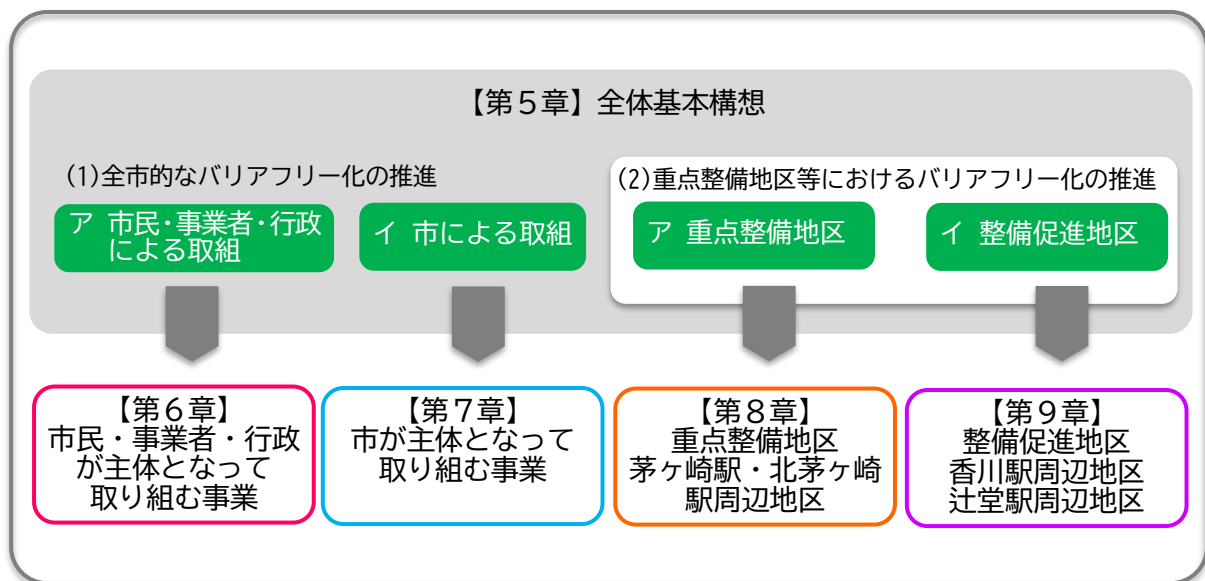 【第5章】全体基本構想
(1)全市的なバリアフリー化の推進
ア 市民・事業者・行政
による取組
イ 市による取組
(2)重点整備地区等におけるバリアフリー化の推進
ア 重点整備地区
イ 整備促進地区
【第6章】
市民・事業者・行政
が主体となって
取り組む事業
【第7章】
市が主体となって
取り組む事業
【第8章】
重点整備地区
茅ヶ崎駅・北茅ヶ崎
駅周辺地区
【第9章】
整備促進地区
香川駅周辺地区
辻堂駅周辺地区